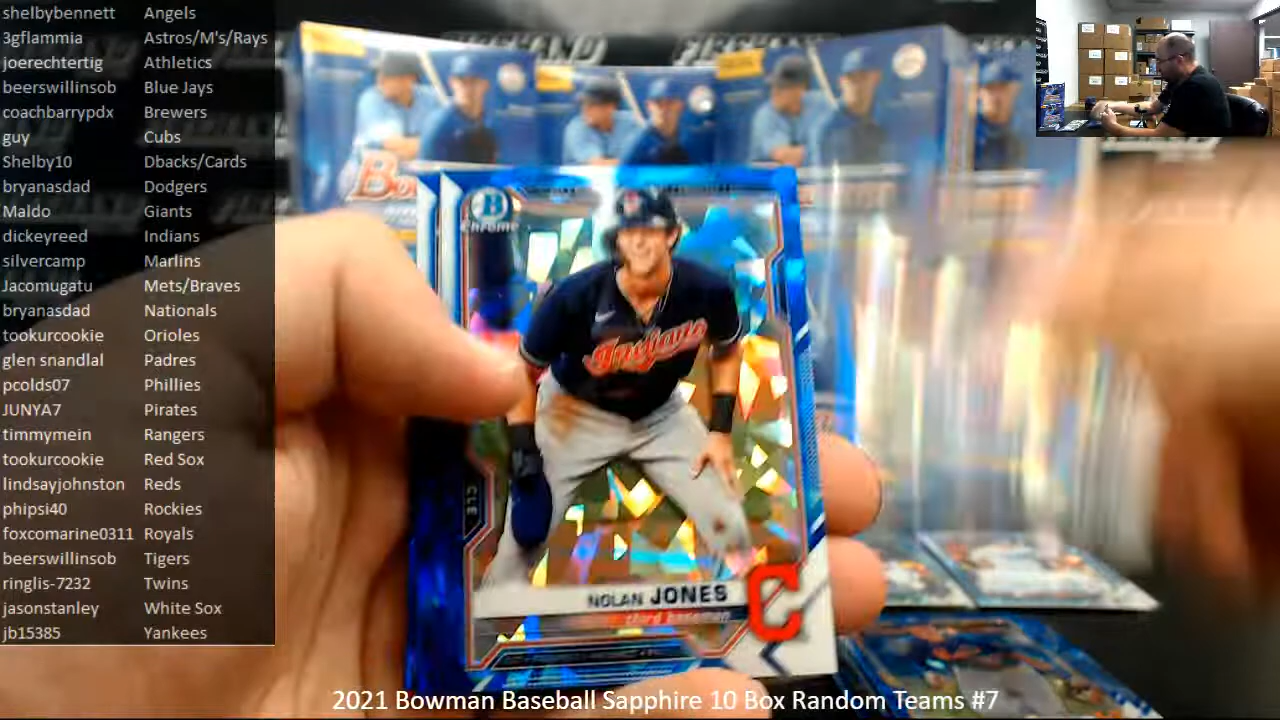 shelbybennett Angels
3gflammia Astros/M's/Rays
joerechtertig Athletics
beerswillinsob Blue Jays
coachbarrypdx Brewers
guy Cubs
Shelby10 Dbacks/Cards
bryanasdad Dodgers
Maldo Giants
dickeyreed Indians
silvercamp Marlins
Jacomugatu Mets/Braves
bryanasdad Nationals
tookurcookie Orioles
glen snandlal Padres
pcolds07 Phillies
JUNYA7 Pirates
timmymein Rangers
tookurcookie Red Sox
lindsayjohnston Reds
phipsi40 Rockies
foxcomarine0311 Royals
beerswillinsob Tigers
ringlis-7232 Twins
jasonstanley White Sox
jb15385 Yankees
B
Chrome
Indians
CLE
NOLAN JONES
third baseman
C
2021 Bowman Baseball Sapphire 10 Box Random Teams #7